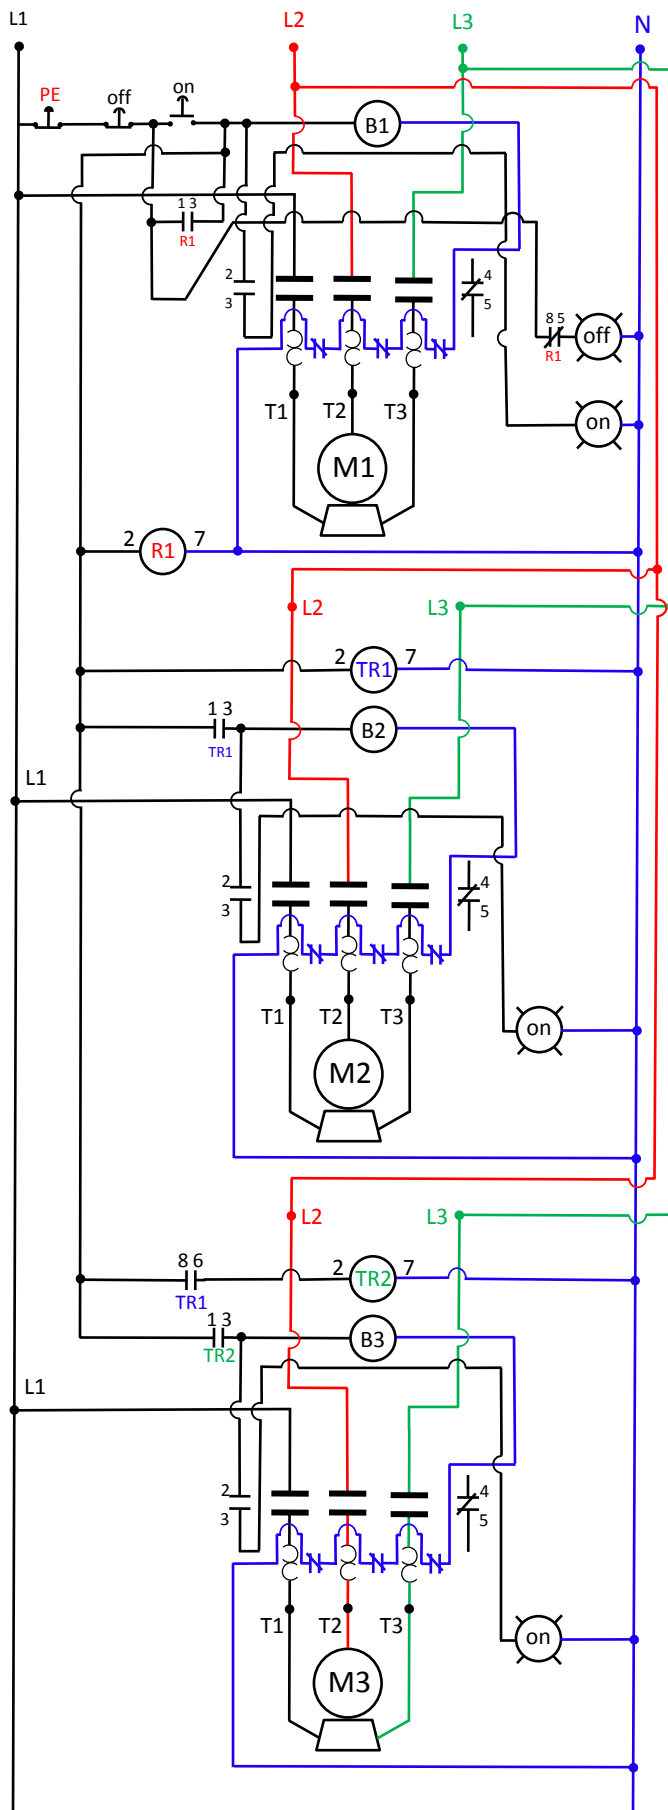 L1 L2 L3 N
PE off on
B1
1 3
R1
2
3
4
5
8 5
R1
off
T1 T2 T3
on
M1
2 R1 7
L2 L3
2 TR1 7
1 3
TR1
B2
L1
2
3
4
5
T1 T2 T3
on
M2
L2 L3
8 6
TR1
2 TR2 7
1 3
TR2
B3
L1
2
3
4
5
T1 T2 T3
on
M3